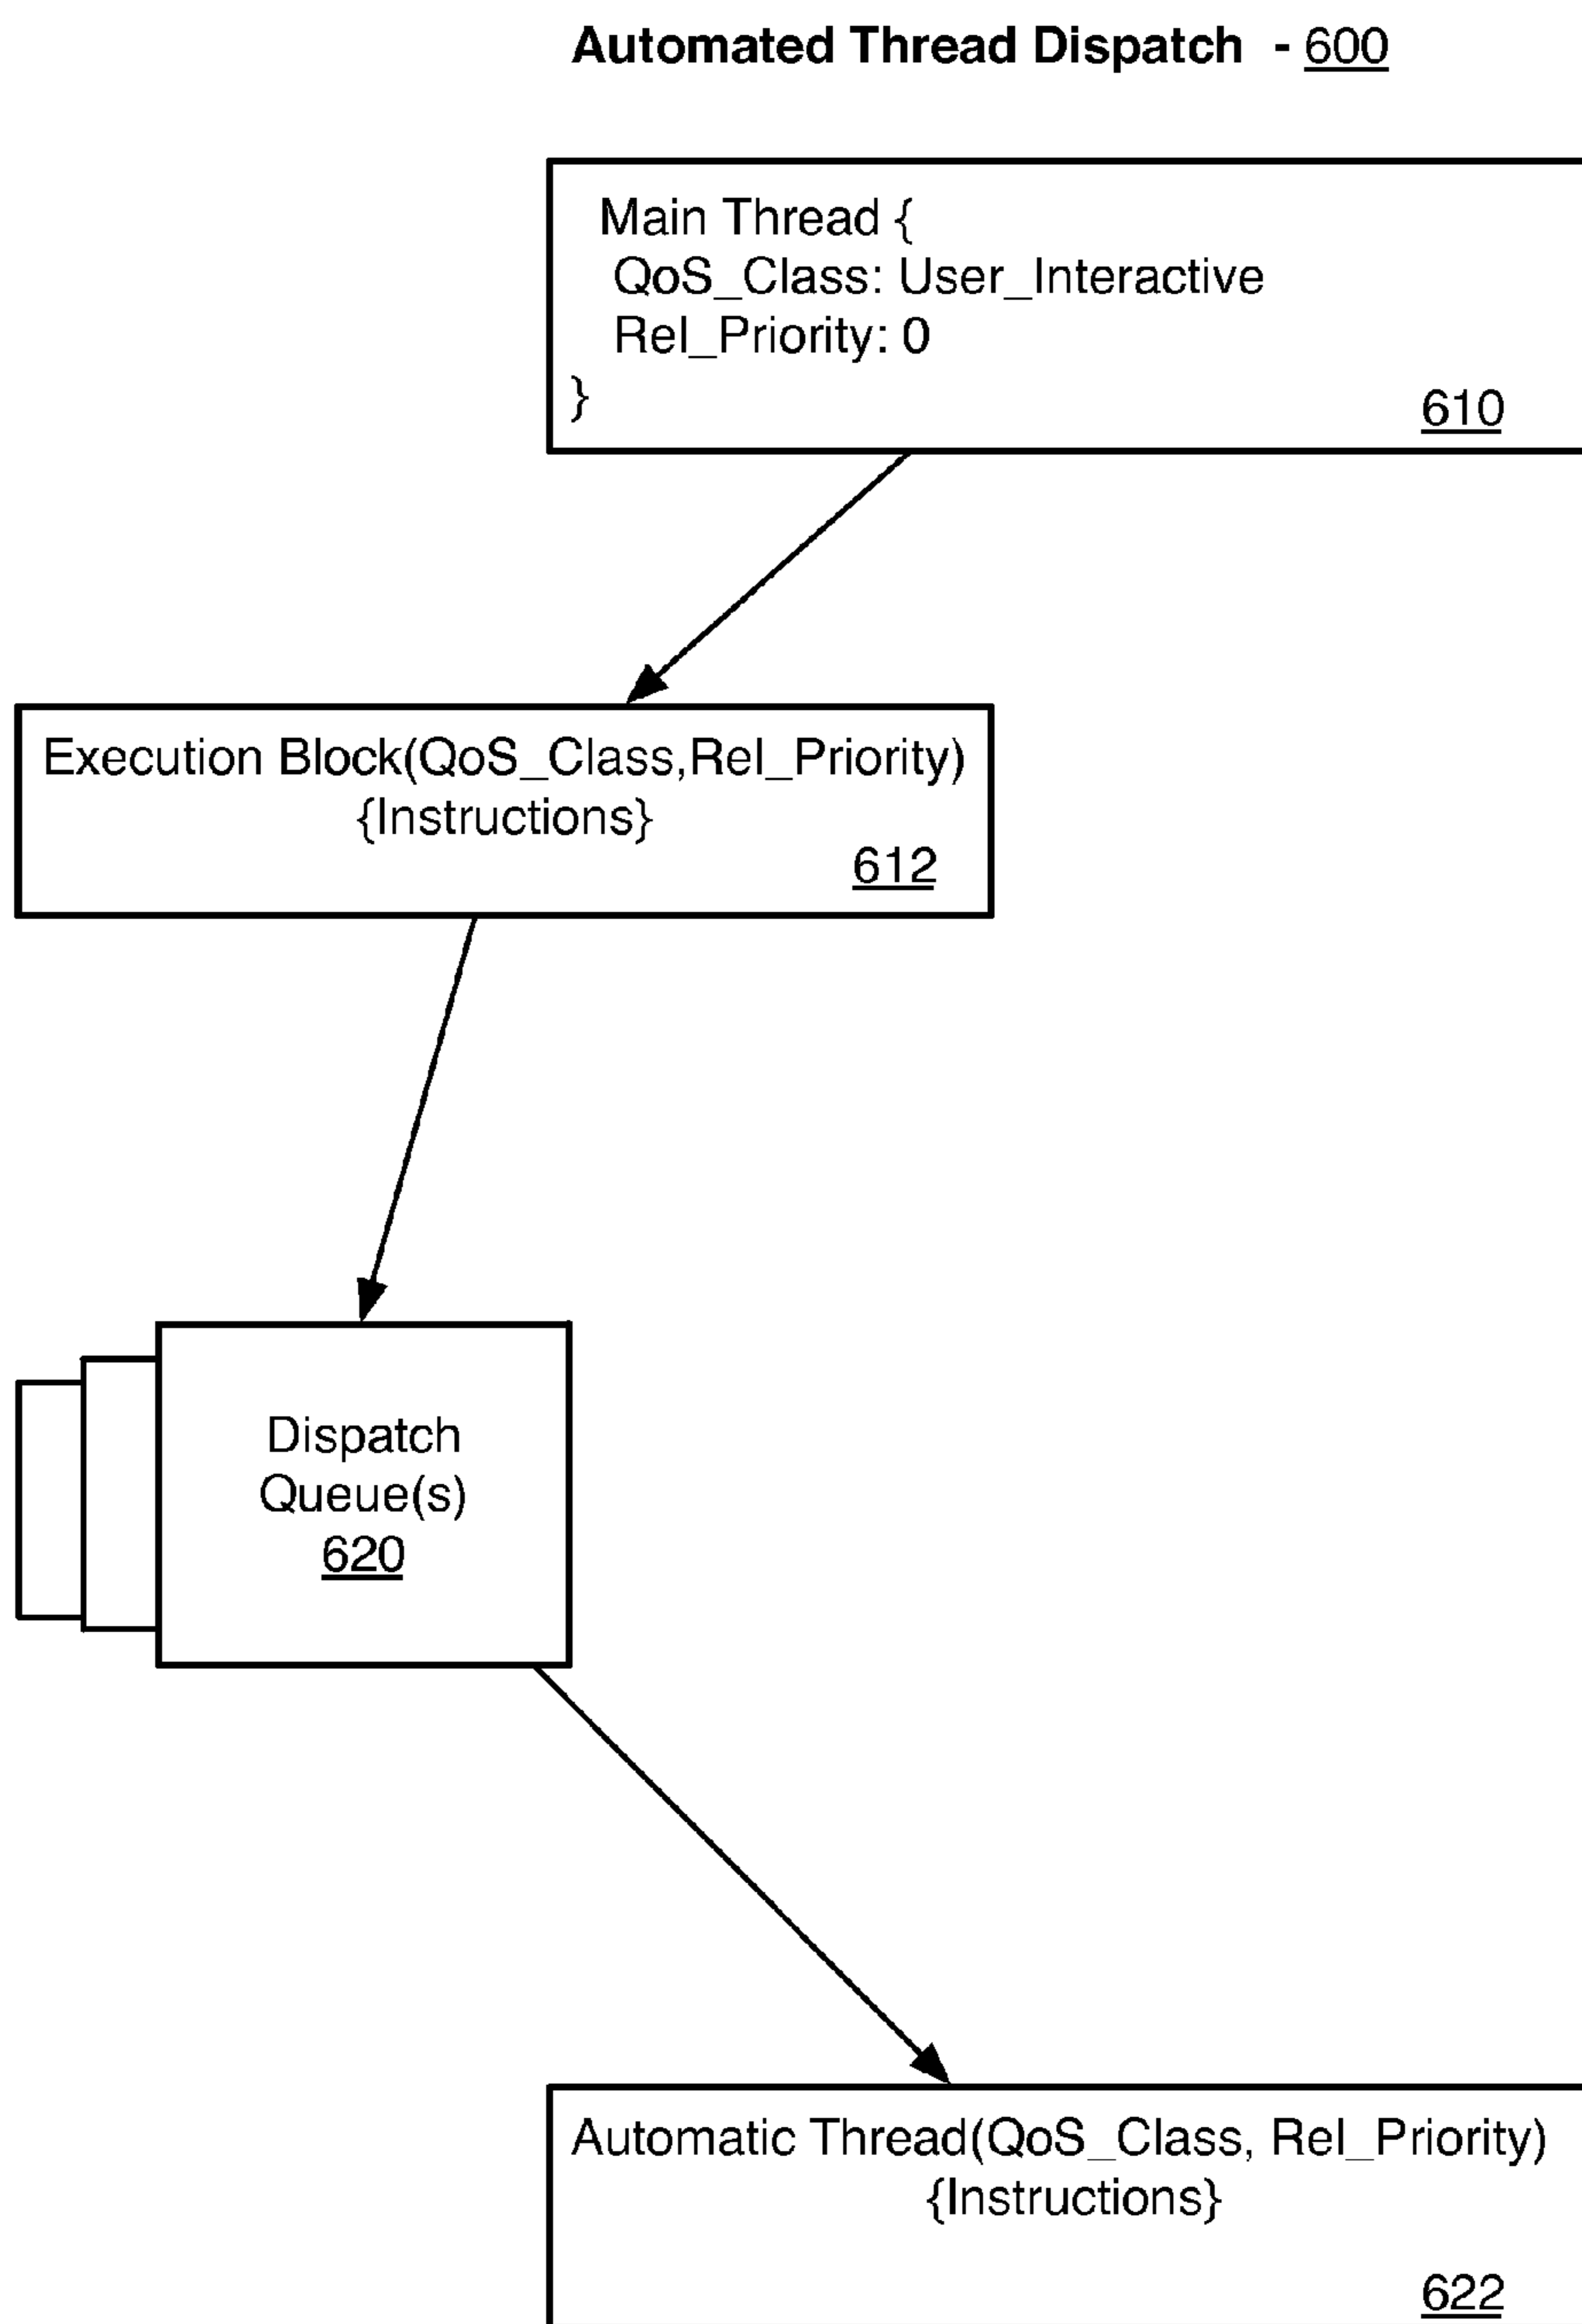 Automated Thread Dispatch - 600
Main Thread {
QoS_Class: User_Interactive
Rel_Priority: 0
}
610
Execution Block(QoS_Class,Rel_Priority)
{Instructions}
612
Dispatch
Queue(s)
620
Automatic Thread(QoS_Class, Rel_Priority)
{Instructions}
622